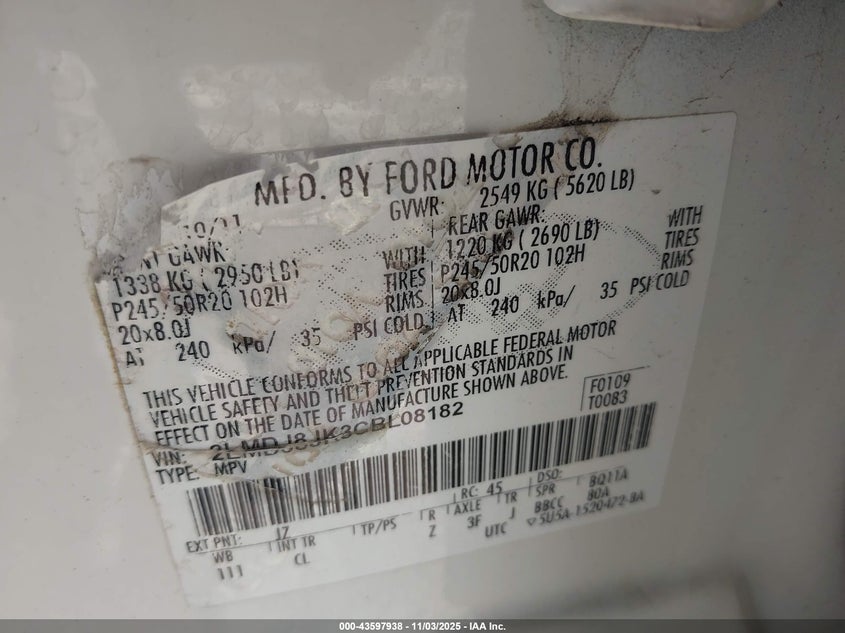 MFD. BY FORD MOTOR CO.
10/11 GVWR: 2549 KG ( 5620 LB)
GAWR REAR GAWR:
1338 KG ( 2950 LB) WITH 1220 KG ( 2690 LB) WITH
P245/50R20 102H TIRES P245/50R20 102H TIRES
20x8.0J RIMS 20x8.0J RIMS
AT 240 kPa/ 35 PSI COLD AT 240 kPa/ 35 PSI COLD
THIS VEHICLE CONFORMS TO ALL APPLICABLE FEDERAL MOTOR
VEHICLE SAFETY AND THEFT PREVENTION STANDARDS IN
EFFECT ON THE DATE OF MANUFACTURE SHOWN ABOVE.
F0109
T0083
VIN: 2LMDJ8JK3CBL08182
TYPE: MPV
EXT PNT: JZ RC: 45 DSO:
WB INT TR TP/PS R AXLE TR SPR BQ11A
111 CL Z 3F J BBCC 80A
UTC ▽5U5A-1520472-BA
000-43597938 - 11/03/2025 - IAA Inc.